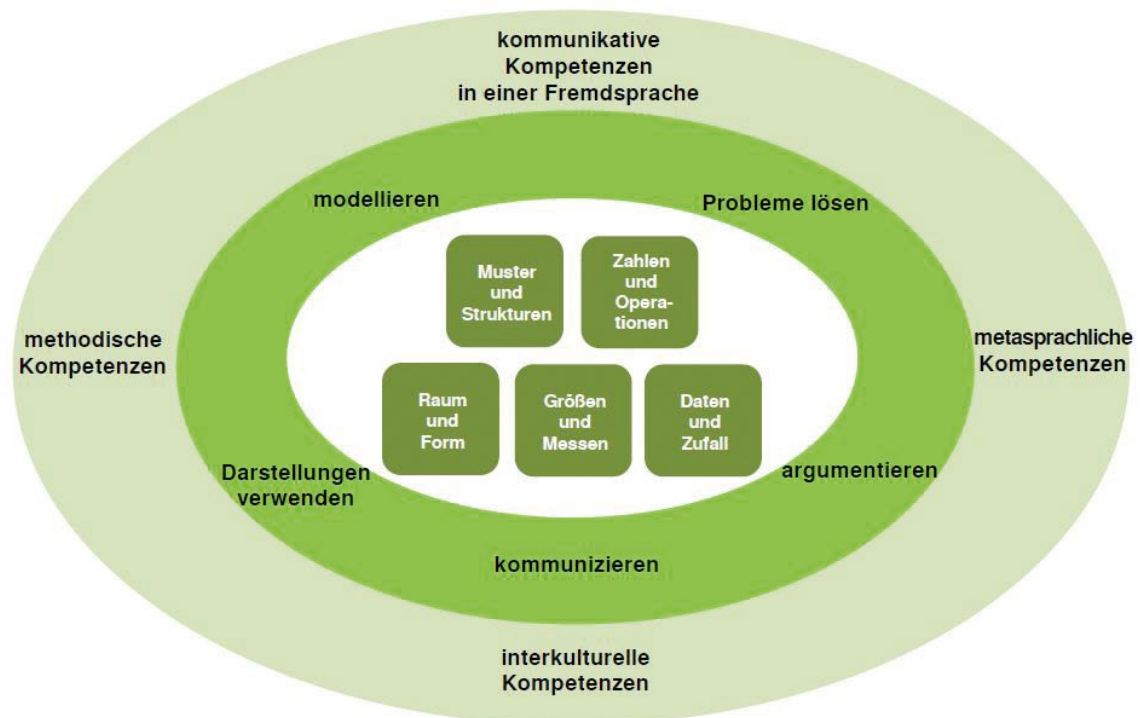 kommunikative
Kompetenzen
in einer Fremdsprache
modellieren
Probleme lösen
Muster
und
Strukturen
Zahlen
und
Opera-
tionen
methodische
Kompetenzen
metasprachliche
Kompetenzen
Raum
und
Form
Größen
und
Messen
Daten
und
Zufall
Darstellungen
verwenden
argumentieren
kommunizieren
interkulturelle
Kompetenzen